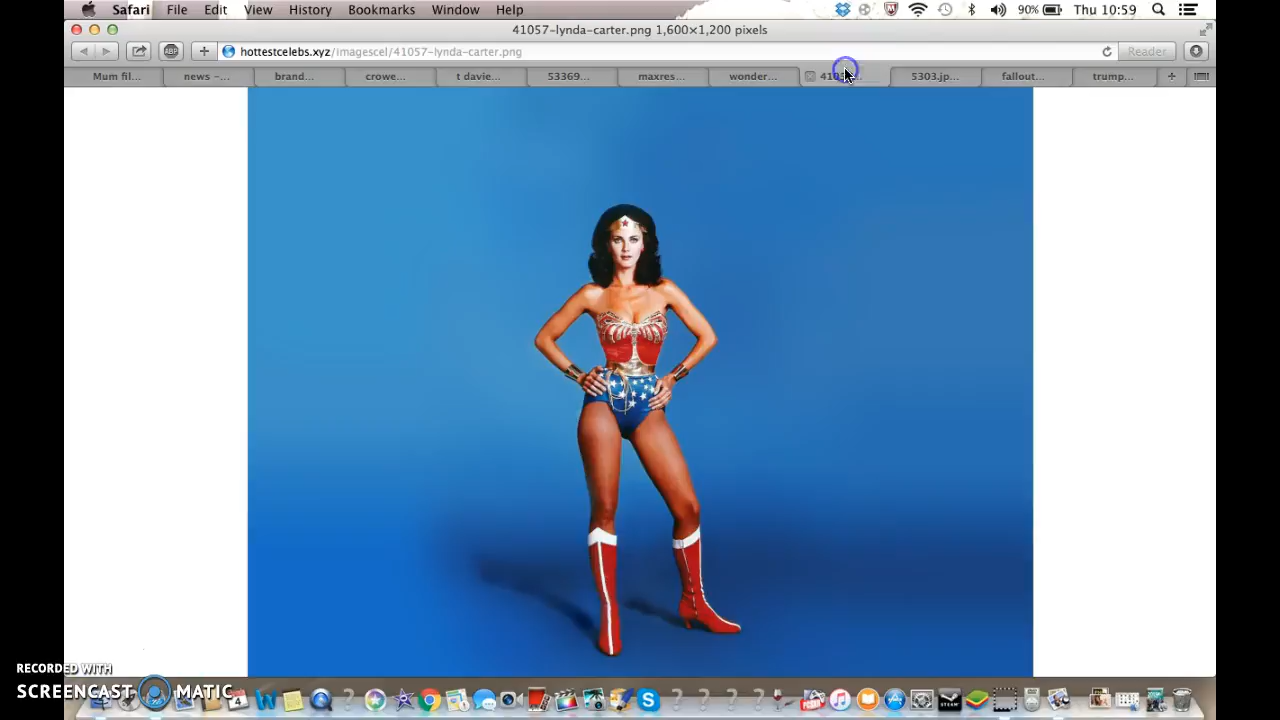 Safari File Edit View History Bookmarks Window Help 90% Thu 10:59
41057-lynda-carter.png 1,600×1,200 pixels
ABP + hottestcelebs.xyz/imagescel/41057-lynda-carter.png Reader
Mum fil... news –... brand... crowe... t davie... 53369... maxres... wonder... 5303.jp... fallout... trump... +
RECORDED WITH
SCREENCAST MATIC